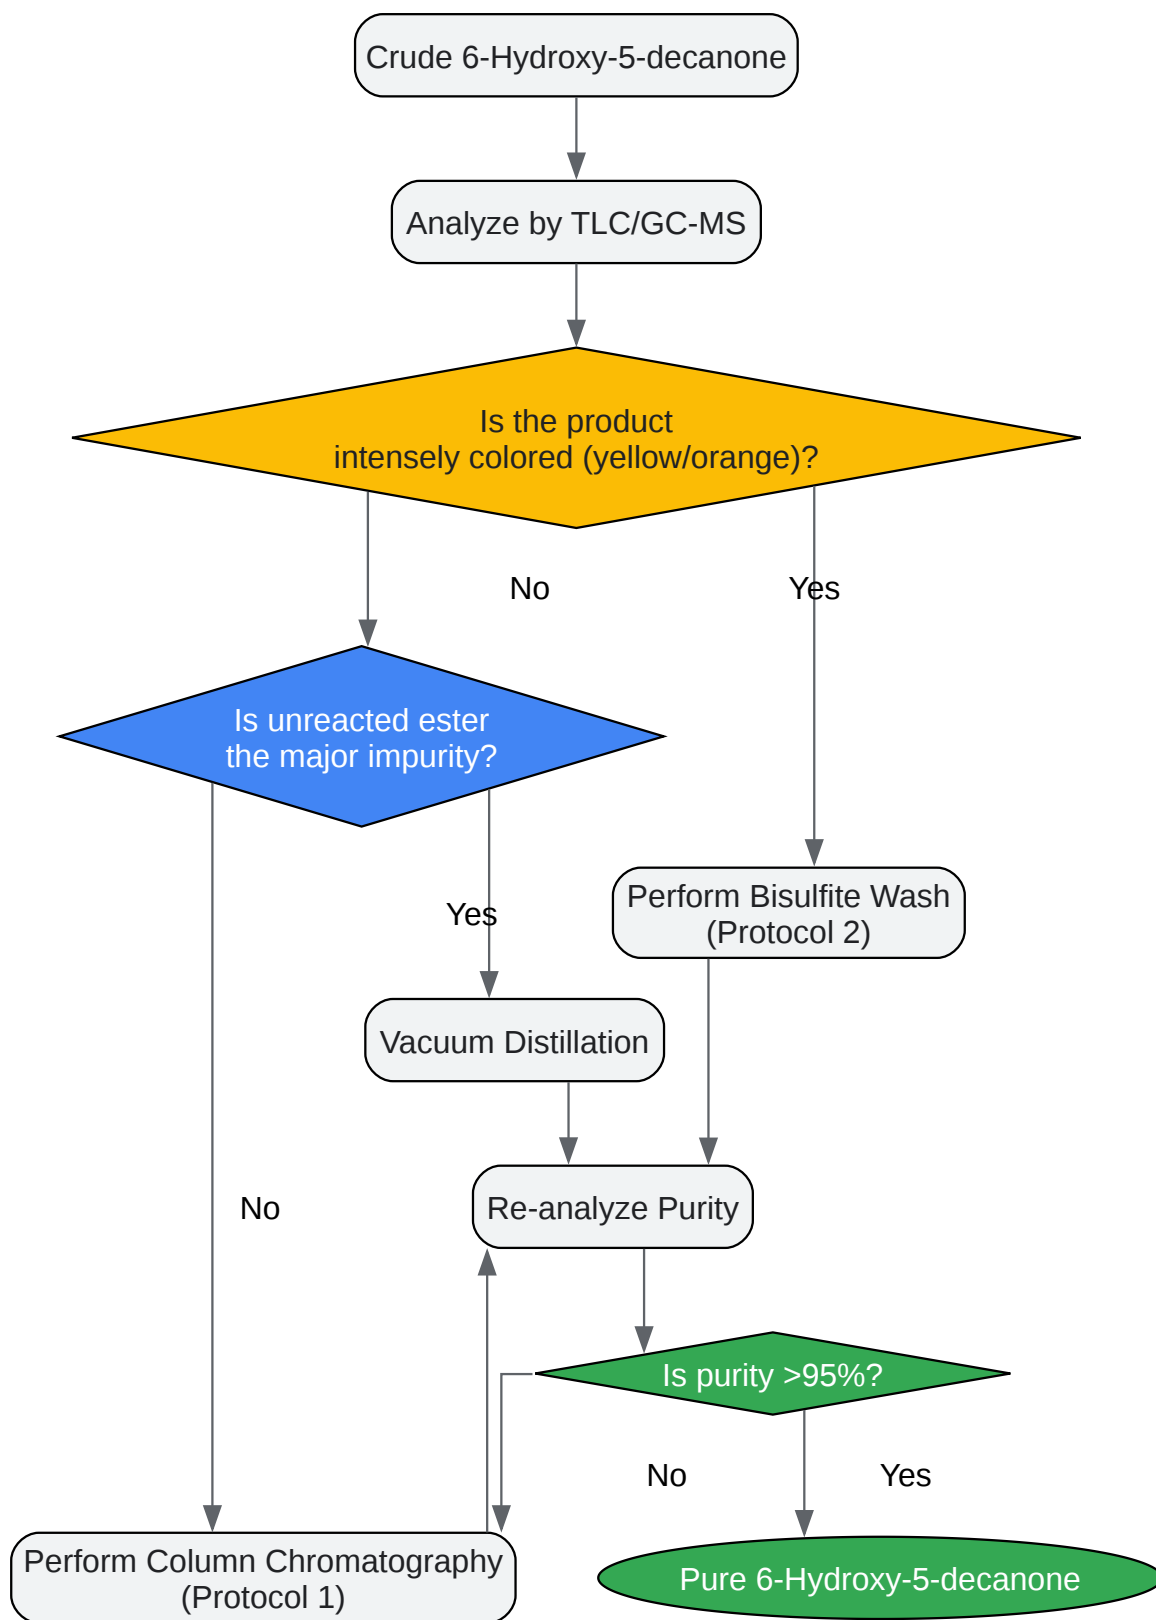 Crude 6-Hydroxy-5-decanone
Analyze by TLC/GC-MS
Is the product
intensely colored (yellow/orange)?
No
Yes
Is unreacted ester
the major impurity?
Perform Bisulfite Wash
(Protocol 2)
Yes
Vacuum Distillation
Re-analyze Purity
No
Is purity >95%?
No
Yes
Perform Column Chromatography
(Protocol 1)
Pure 6-Hydroxy-5-decanone